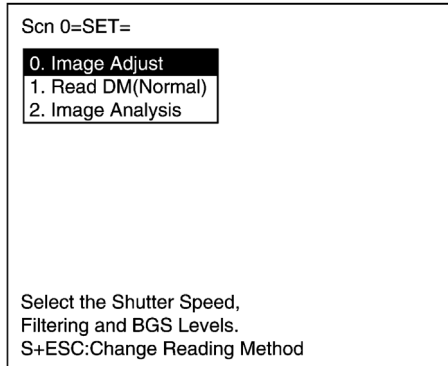 Scn 0=SET=
0. Image Adjust
1. Read DM(Normal)
2. Image Analysis
Select the Shutter Speed,
Filtering and BGS Levels.
S+ESC:Change Reading Method